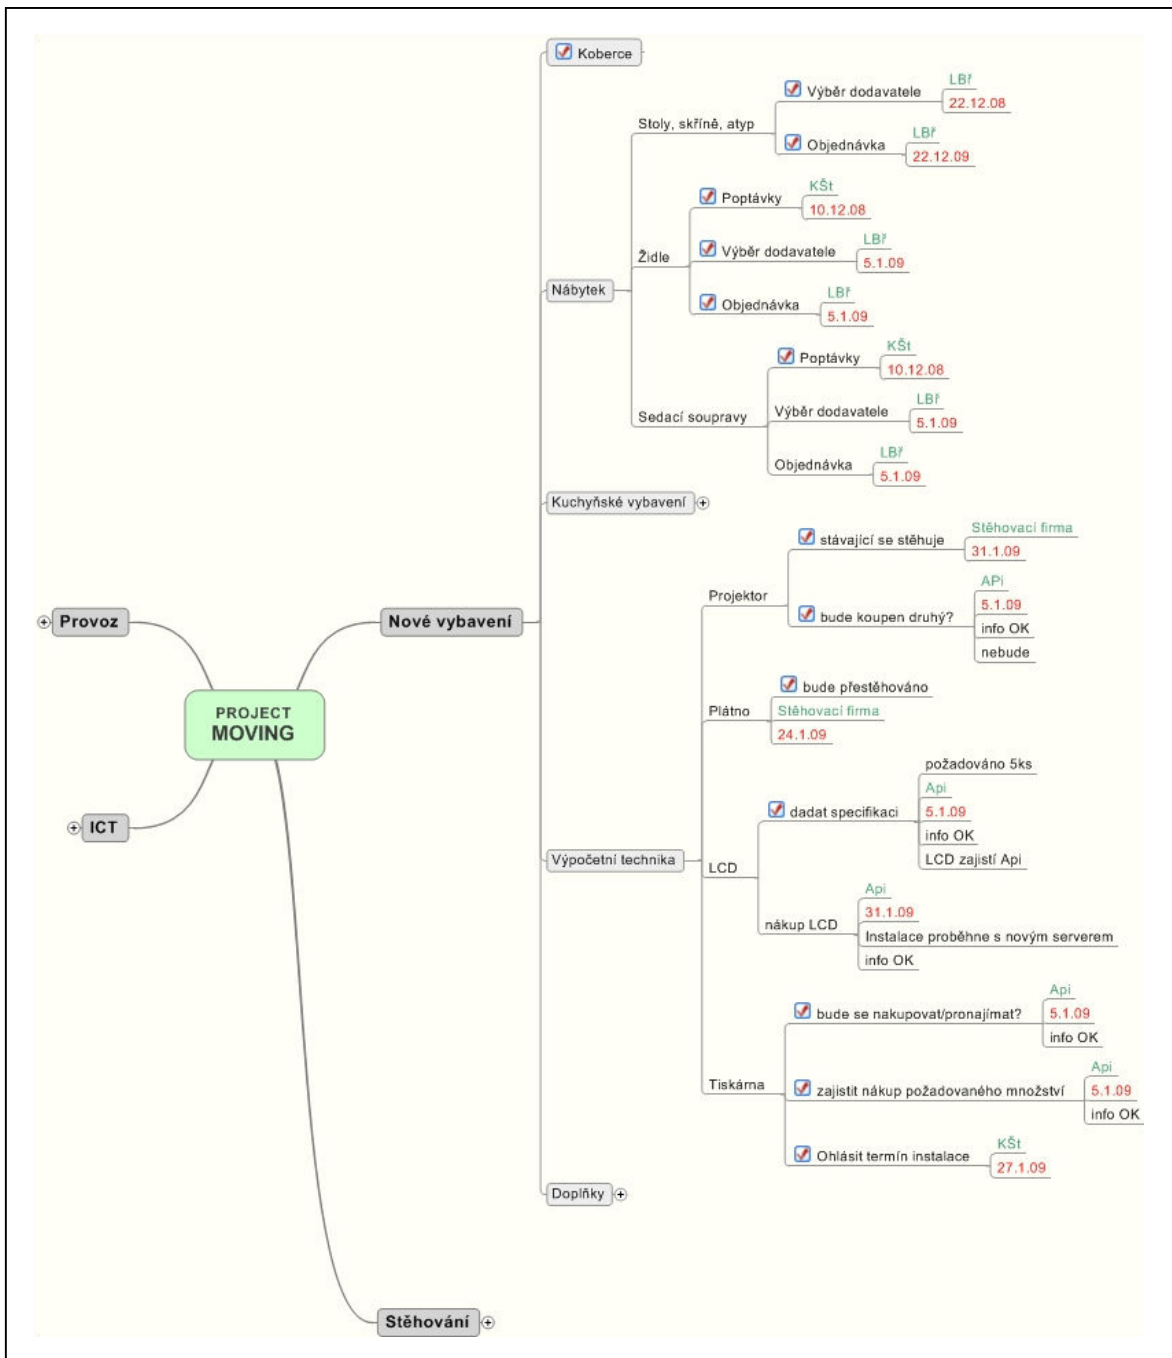 Koberce
Stoly, skříně, atyp
Výběr dodavatele
LBř
22.12.08
Objednávka
LBř
22.12.09
Nábytek
Židle
Poptávky
KŠt
10.12.08
Výběr dodavatele
LBř
5.1.09
Objednávka
LBř
5.1.09
Sedací soupravy
Poptávky
KŠt
10.12.08
Výběr dodavatele
LBř
5.1.09
Objednávka
LBř
5.1.09
Kuchyňské vybavení
Provoz
Nové vybavení
PROJECT
MOVING
ICT
Výpočetní technika
Projektor
stávající se stěhuje
Stěhovací firma
31.1.09
bude koupen druhý?
APi
5.1.09
info OK
nebude
Plátno
bude přestěhováno
Stěhovací firma
24.1.09
LCD
dadat specifikaci
požadováno 5ks
Api
5.1.09
info OK
LCD zajistí Api
nákup LCD
Api
31.1.09
Instalace proběhne s novým serverem
info OK
Tiskárna
bude se nakupovat/pronajímat?
Api
5.1.09
info OK
zajistit nákup požadovaného množství
Api
5.1.09
info OK
Ohlásit termín instalace
KŠt
27.1.09
Doplňky
Stěhování